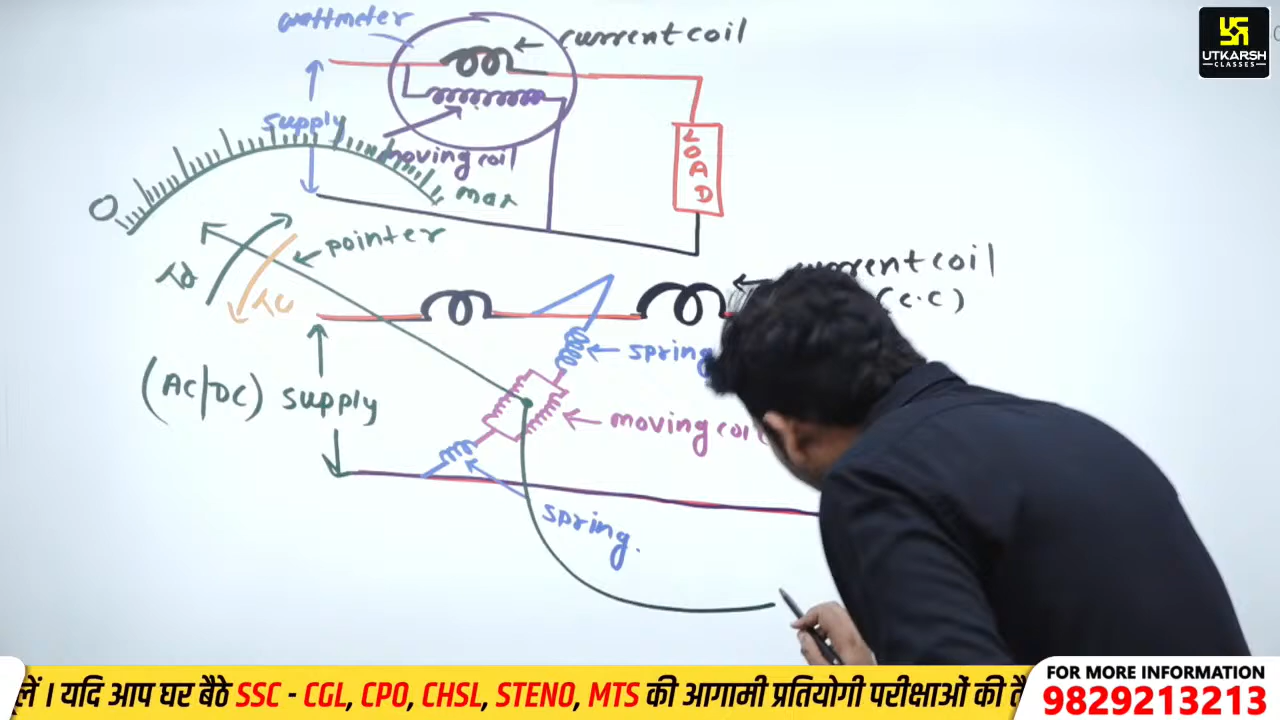 wattmeter
current coil
UTKARSH
CLASSES
supply
LOAD
moving coil
O
max
pointer
Td
Tc
current coil
(C.C)
spring
(AC/DC) supply
moving coil
spring.
लें । यदि आप घर बैठे SSC - CGL, CPO, CHSL, STENO, MTS की आगामी प्रतियोगी परीक्षाओं की तै
FOR MORE INFORMATION
9829213213